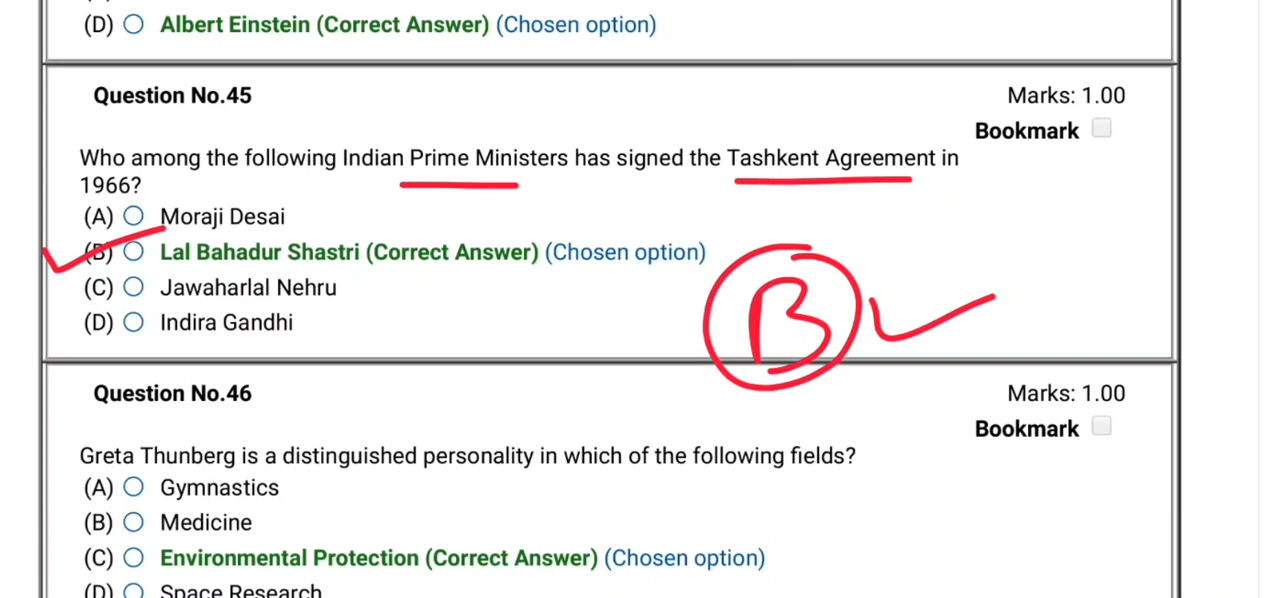 (D) Albert Einstein (Correct Answer) (Chosen option)
Question No.45 Marks: 1.00
Bookmark
Who among the following Indian Prime Ministers has signed the Tashkent Agreement in
1966?
(A) Moraji Desai
(B) Lal Bahadur Shastri (Correct Answer) (Chosen option)
(C) Jawaharlal Nehru
(D) Indira Gandhi
B
Question No.46 Marks: 1.00
Bookmark
Greta Thunberg is a distinguished personality in which of the following fields?
(A) Gymnastics
(B) Medicine
(C) Environmental Protection (Correct Answer) (Chosen option)
(D) Space Research